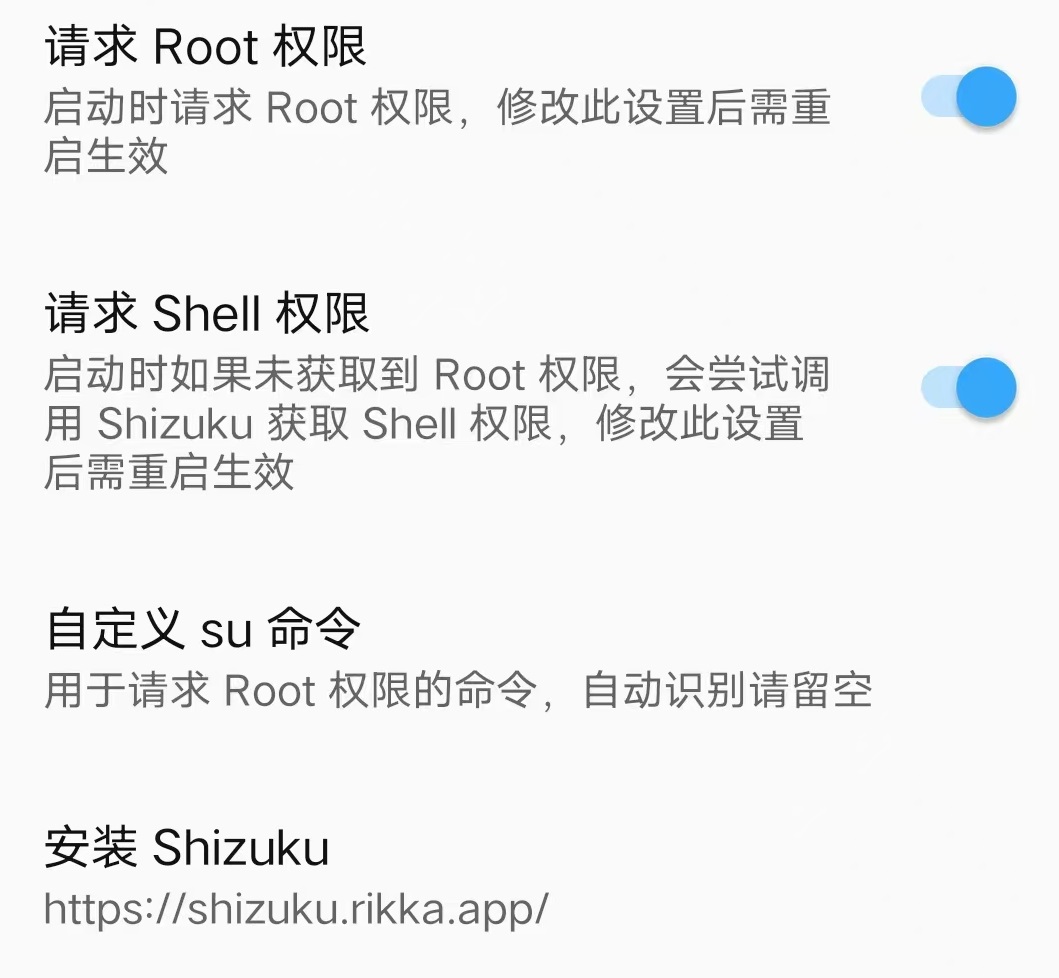 请求 Root 权限
启动时请求 Root 权限，修改此设置后需重
启生效
请求 Shell 权限
启动时如果未获取到 Root 权限，会尝试调
用 Shizuku 获取 Shell 权限，修改此设置
后需重启生效
自定义 su 命令
用于请求 Root 权限的命令，自动识别请留空
安装 Shizuku
https://shizuku.rikka.app/